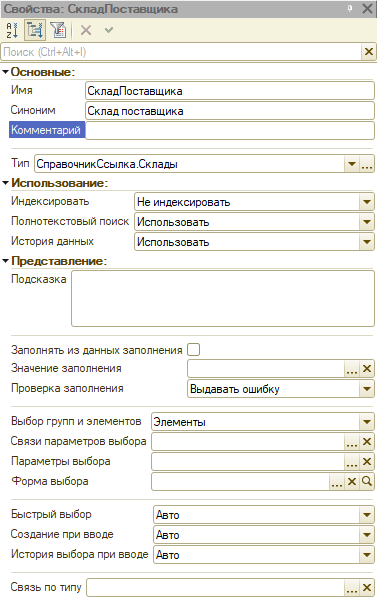 Свойства: СкладПоставщика
Поиск (Ctrl+Alt+I)
Основные:
Имя СкладПоставщика
Синоним Склад поставщика
Комментарий
Тип СправочникСсылка.Склады
Использование:
Индексировать Не индексировать
Полнотекстовый поиск Использовать
История данных Использовать
Представление:
Подсказка
Заполнять из данных заполнения
Значение заполнения
Проверка заполнения Выдавать ошибку
Выбор групп и элементов Элементы
Связи параметров выбора
Параметры выбора
Форма выбора
Быстрый выбор Авто
Создание при вводе Авто
История выбора при вводе Авто
Связь по типу